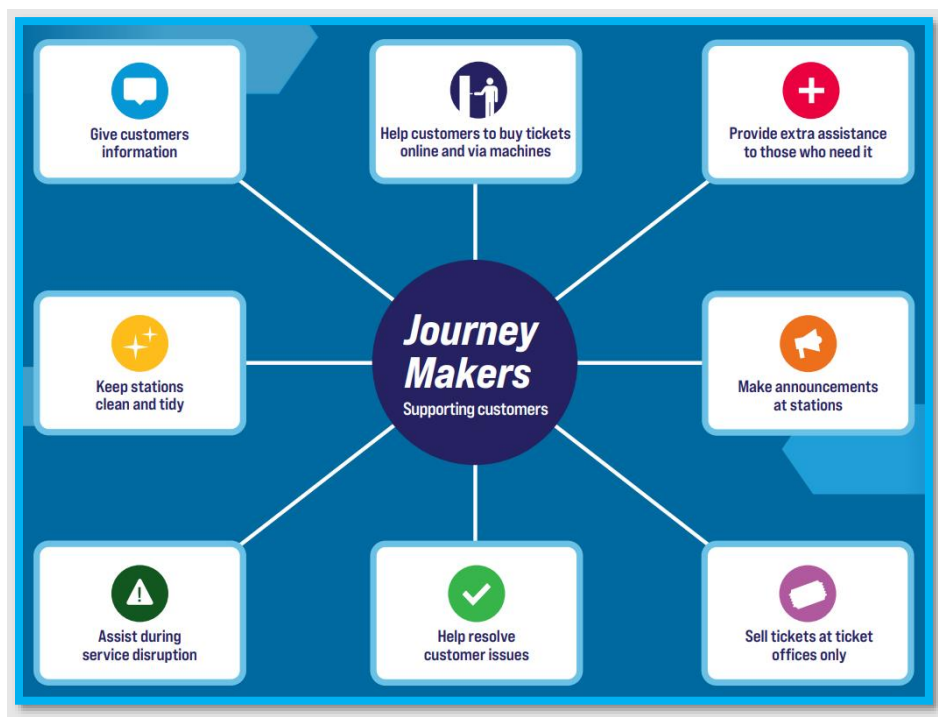 Give customers
information
Help customers to buy tickets
online and via machines
Provide extra assistance
to those who need it
Keep stations
clean and tidy
Journey
Makers
Supporting customers
Make announcements
at stations
Assist during
service disruption
Help resolve
customer issues
Sell tickets at ticket
offices only